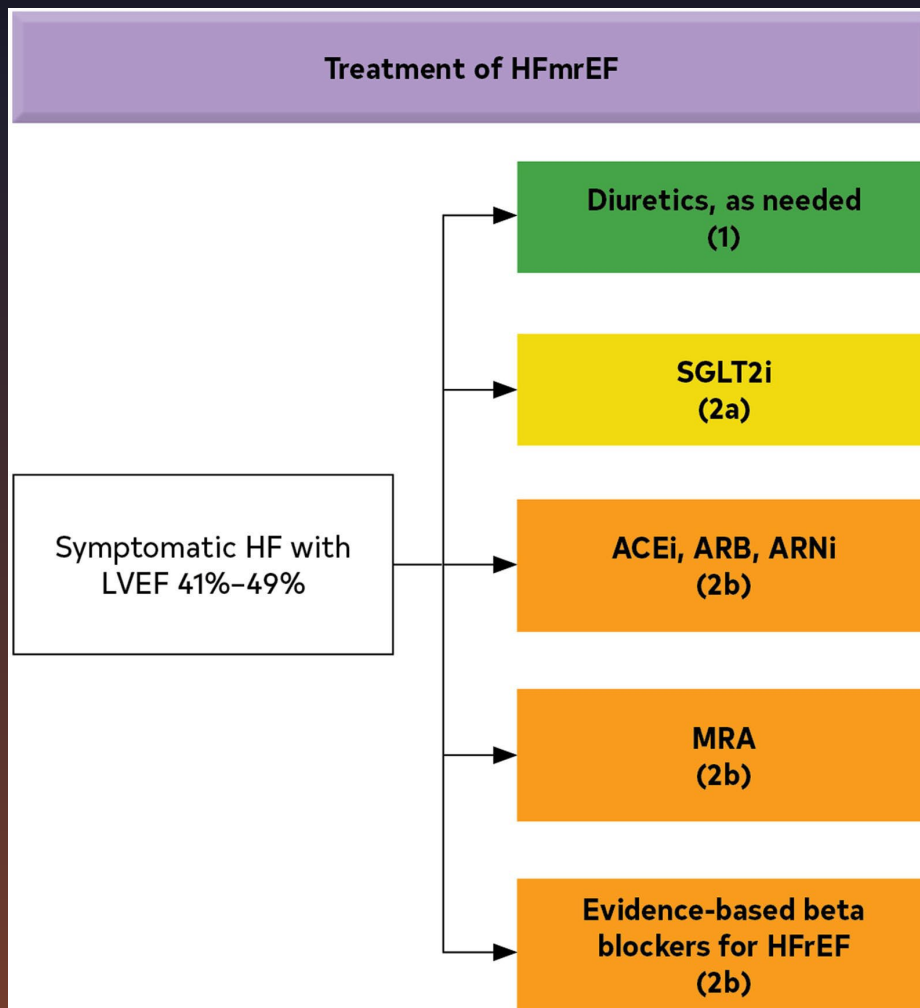 Treatment of HFmrEF
Symptomatic HF with
LVEF 41%–49%
Diuretics, as needed
(1)
SGLT2i
(2a)
ACEi, ARB, ARNi
(2b)
MRA
(2b)
Evidence-based beta
blockers for HFrEF
(2b)